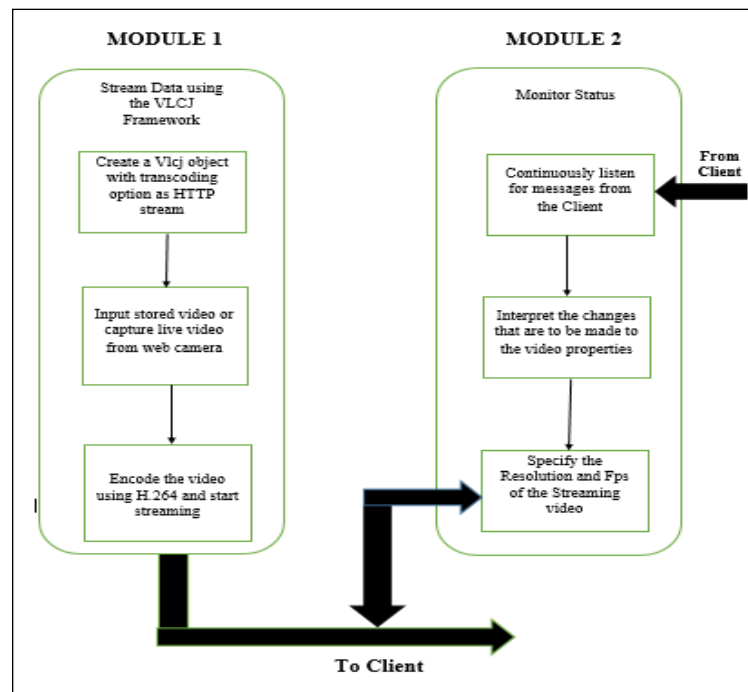 MODULE 1
Stream Data using
the VLCJ
Framework
Create a Vlcj object
with transcoding
option as HTTP
stream
Input stored video or
capture live video
from web camera
Encode the video
using H.264 and start
streaming
MODULE 2
Monitor Status
From
Client
Continuously listen
for messages from
the Client
Interpret the changes
that are to be made to
the video properties
Specify the
Resolution and Fps
of the Streaming
video
To Client